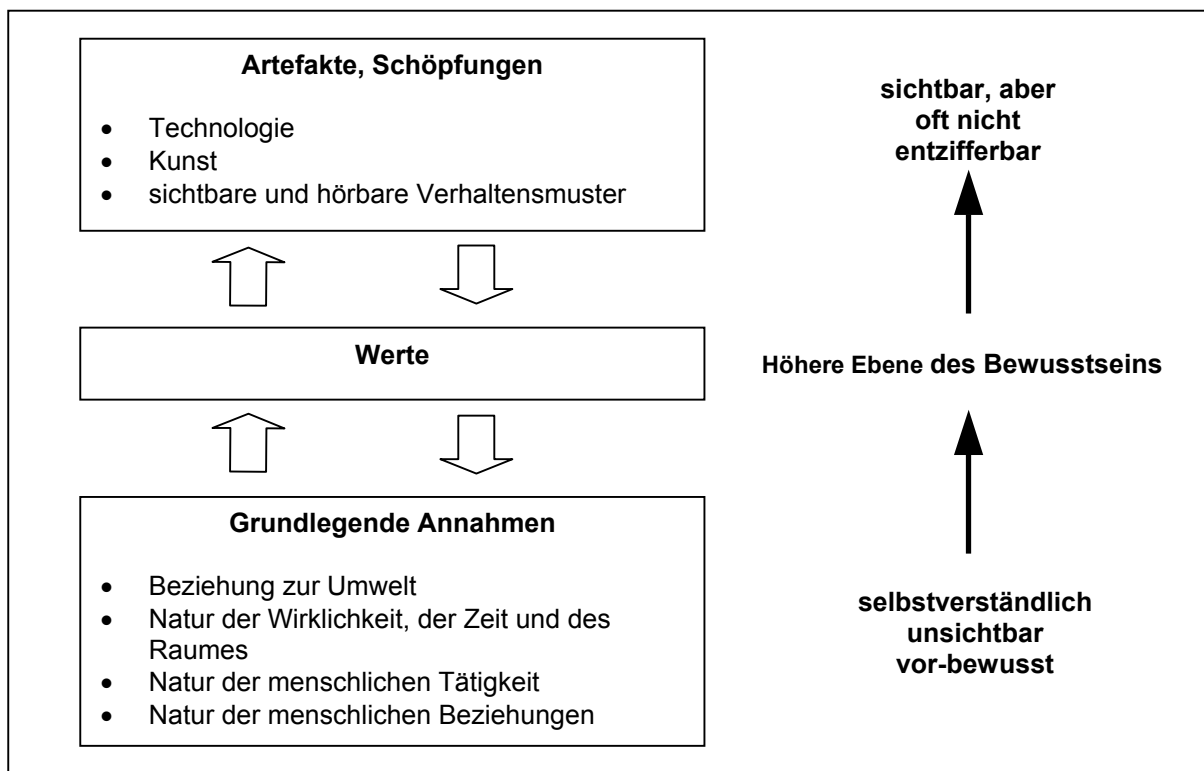 Artefakte, Schöpfungen
• Technologie
• Kunst
• sichtbare und hörbare Verhaltensmuster
sichtbar, aber
oft nicht
entzifferbar
Werte
Höhere Ebene des Bewusstseins
Grundlegende Annahmen
• Beziehung zur Umwelt
• Natur der Wirklichkeit, der Zeit und des
Raumes
• Natur der menschlichen Tätigkeit
• Natur der menschlichen Beziehungen
selbstverständlich
unsichtbar
vor-bewusst